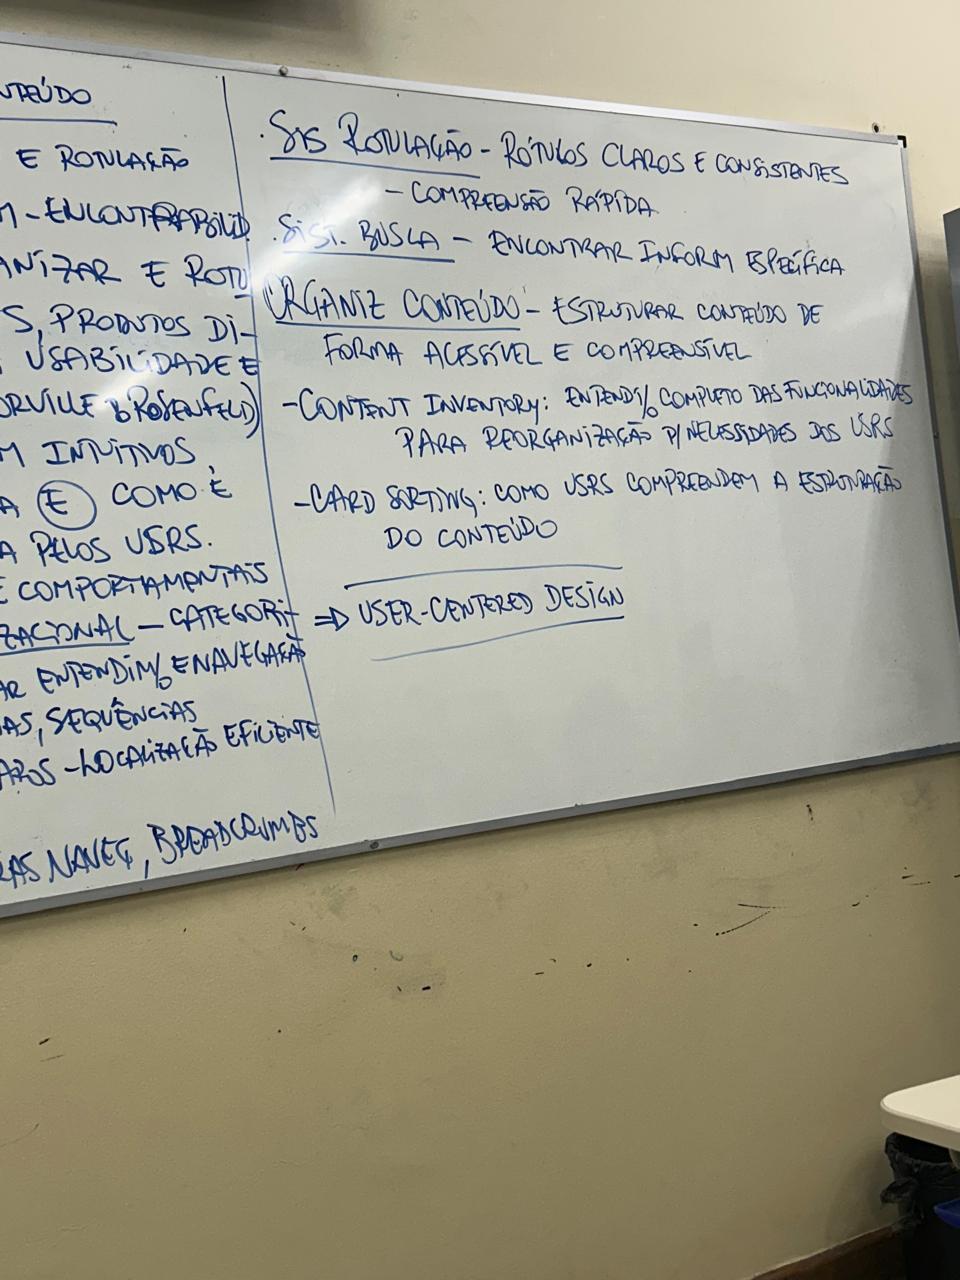 NTEÚDO
E ROTULAÇÃO
M - ENCONTRABILID
ANIZAR E ROTU
S, PRODUTOS DI-
USABILIDADE E
ORVILLE & ROSENFELD)
M INTUITIVOS
A E COMO É
A PELOS USRS.
E COMPORTAMENTAIS
ZACIONAL - CATEGORI
AR ENTENDIM/o E NAVEGAÇÃO
AS, SEQUÊNCIAS
AROS - LOCALIZAÇÃO EFICIENTE
RAS NAVEG, BREADCRUMBS
. SIS ROTULAÇÃO - RÓTULOS CLAROS E CONSISTENTES
- COMPREENSÃO RÁPIDA
. SIST. BUSCA - ENCONTRAR INFORM ESPECÍFICA
ORGANIZ CONTEÚDO - ESTRUTURAR CONTEÚDO DE
FORMA ACESSÍVEL E COMPREENSÍVEL
- CONTENT INVENTORY: ENTENDI/o COMPLETO DAS FUNCIONALIDADES
PARA REORGANIZAÇÃO P/ NECESSIDADES DOS USRS
- CARD SORTING: COMO USRS COMPREENDEM A ESTRUTURAÇÃO
DO CONTEÚDO
⇒ USER-CENTERED DESIGN